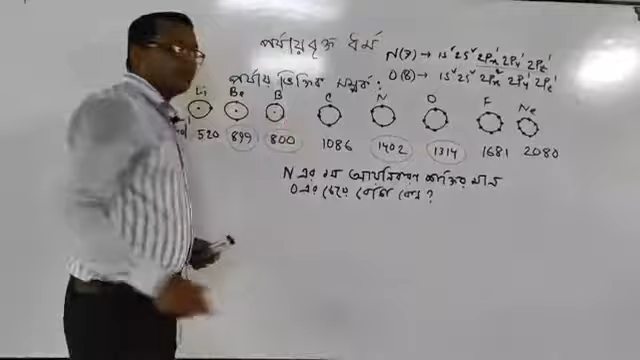 পর্যায়বৃত্ত ধর্ম
N(7) → 1s² 2s² 2Px¹ 2Py¹ 2Pz¹
O(8) → 1s² 2s² 2Px² 2Py¹ 2Pz¹
পর্যায় ভিত্তিক সম্পর্ক :
Li Be B C N O F Ne
520 899 800 1086 1402 1314 1681 2080
N এর ১ম আয়নিকরণ শক্তির মান
O এর চেয়ে বেশি কেন ?